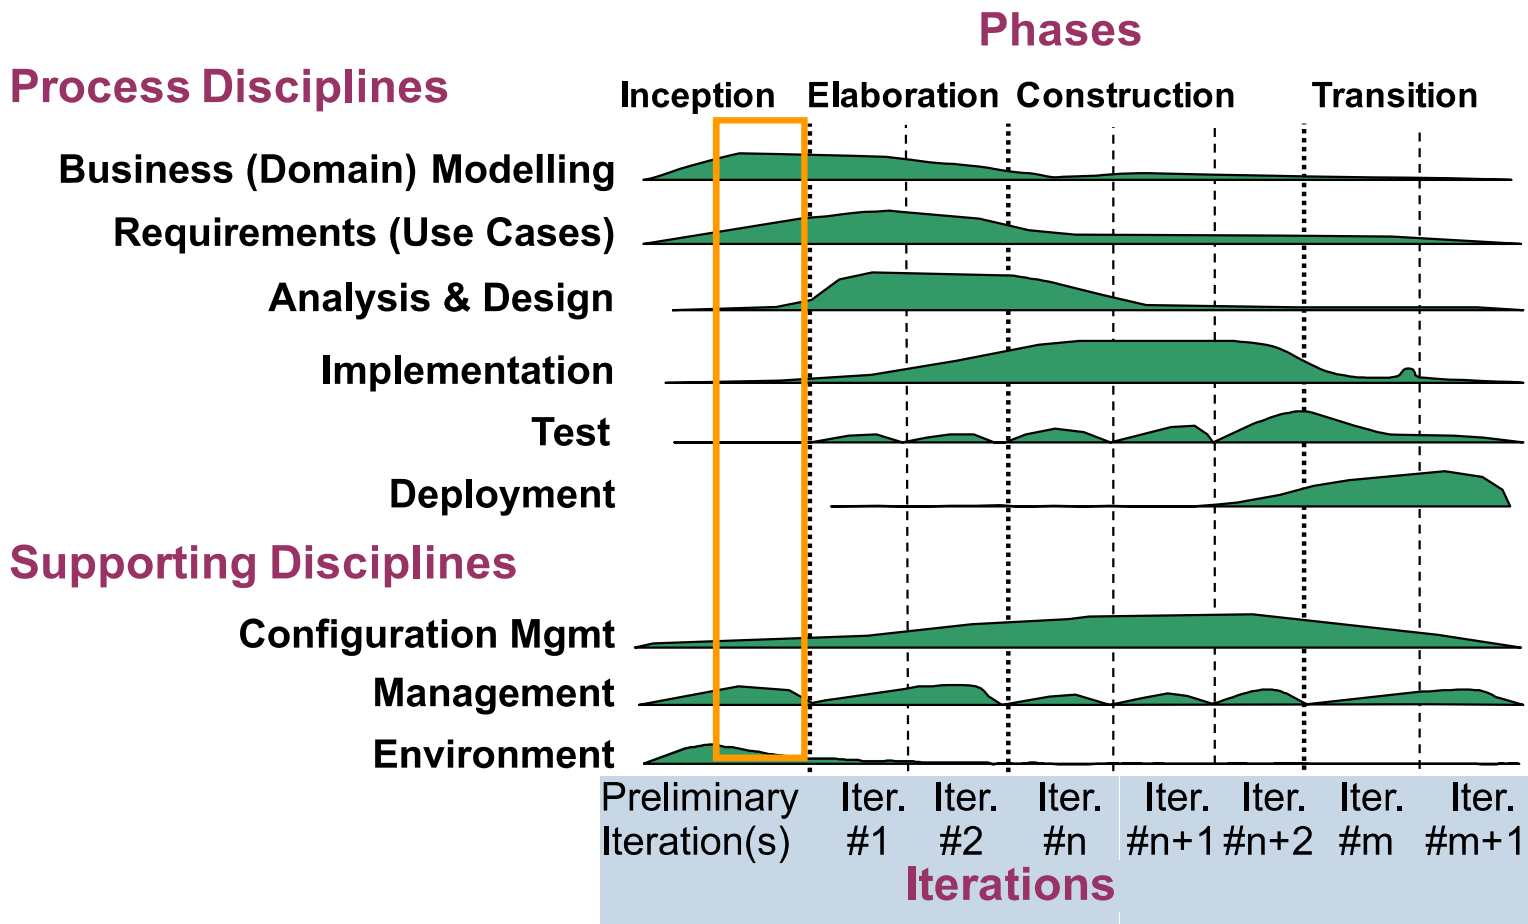 Phases
Process Disciplines
Inception Elaboration Construction Transition
Business (Domain) Modelling
Requirements (Use Cases)
Analysis & Design
Implementation
Test
Deployment
Supporting Disciplines
Configuration Mgmt
Management
Environment
Preliminary Iter. Iter. Iter. Iter. Iter. Iter. Iter.
Iteration(s) #1 #2 #n #n+1 #n+2 #m #m+1
Iterations